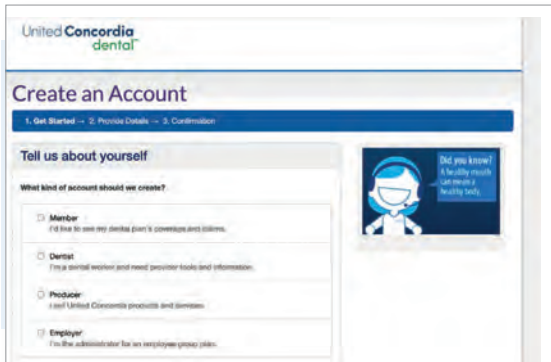 United Concordia
dental
Create an Account
1. Get Started → 2. Provide Details → 3. Confirmation
Tell us about yourself
What kind of account should we create?
Member
I'd like to see my dental plan's coverage and claims.
Dentist
I'm a dental worker and need provider tools and information.
Producer
I sell United Concordia products and services.
Employer
I'm the administrator for an employee group plan.
Did you know?
A healthy mouth
can mean a
healthy body.